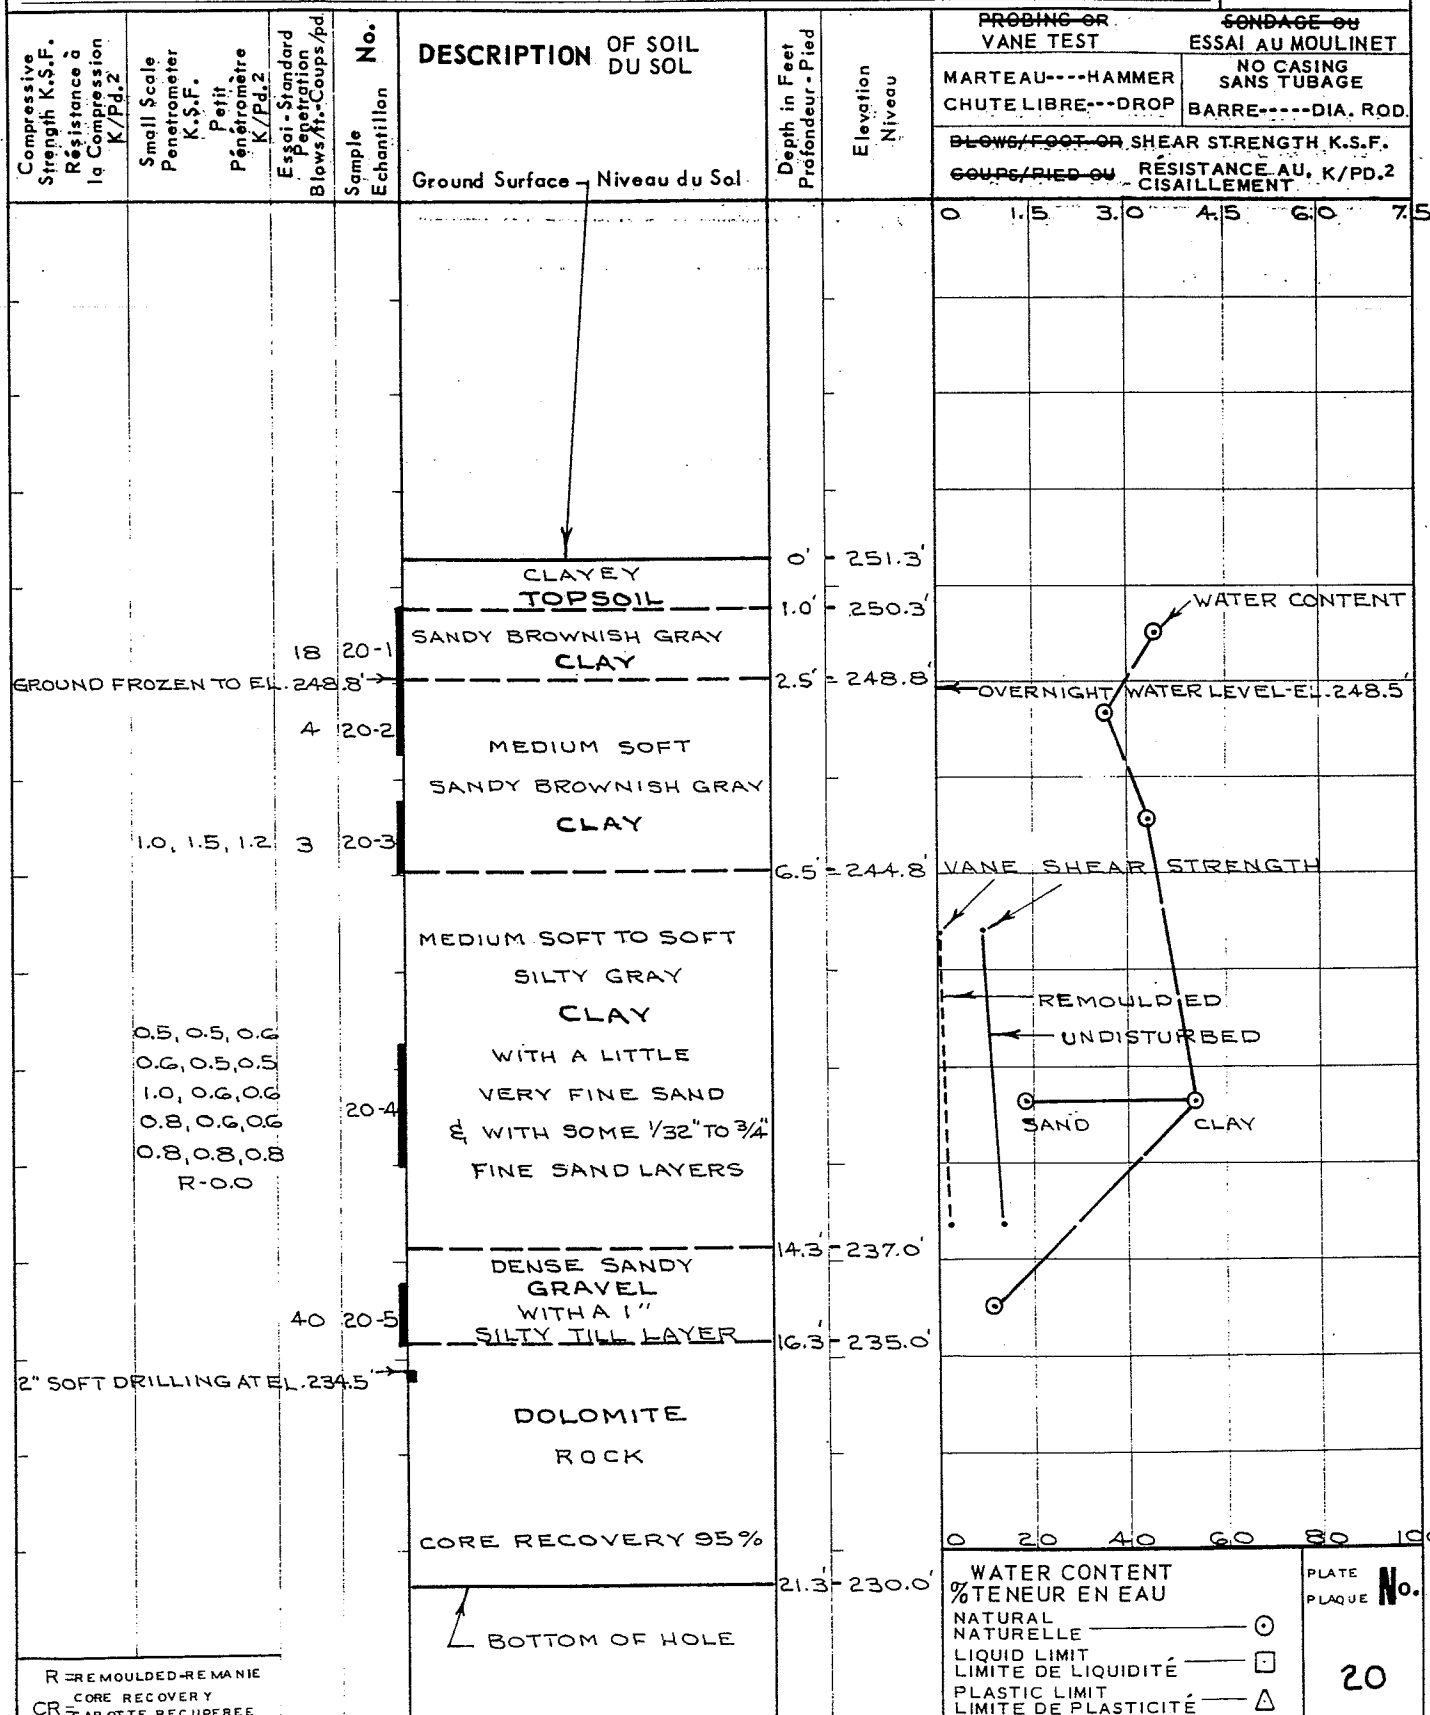 Compressive
Strength K.S.F.
Résistance à
la Compression
K/Pd.2
Small Scale
Penetrometer
K.S.F.
Petit
Pénétromètre
K/Pd.2
Essai - Standard
Penetration
Blows/ft.-Coups/pd.
Sample No.
Echantillon
DESCRIPTION OF SOIL
DU SOL
Ground Surface Niveau du Sol
Depth in Feet
Profondeur - Pied
Elevation
Niveau
PROBING OR
VANE TEST
SONDAGE OU
ESSAI AU MOULINET
MARTEAU----HAMMER
CHUTE LIBRE---DROP
NO CASING
SANS TUBAGE
BARRE-----DIA. ROD.
BLOWS/FOOT OR SHEAR STRENGTH K.S.F.
COUPS/PIED OU RÉSISTANCE AU. K/PD.2
CISAILLEMENT
0 1.5 3.0 4.5 6.0 7.5
0' 251.3'
CLAYEY
TOPSOIL
1.0' 250.3'
WATER CONTENT
18 20-1
SANDY BROWNISH GRAY
CLAY
GROUND FROZEN TO EL. 248.8'
2.5' 248.8'
OVERNIGHT WATER LEVEL-EL.248.5'
4 20-2
MEDIUM SOFT
SANDY BROWNISH GRAY
CLAY
1.0, 1.5, 1.2 3 20-3
6.5' 244.8'
VANE SHEAR STRENGTH
MEDIUM SOFT TO SOFT
SILTY GRAY
CLAY
WITH A LITTLE
VERY FINE SAND
& WITH SOME 1/32" TO 3/4"
FINE SAND LAYERS
REMOULDED
UNDISTURBED
0.5, 0.5, 0.6
0.6, 0.5, 0.5
1.0, 0.6, 0.6
0.8, 0.6, 0.6
0.8, 0.8, 0.8
R-0.0
20-4
SAND CLAY
14.3' 237.0'
DENSE SANDY
GRAVEL
WITH A 1"
SILTY TILL LAYER
40 20-5
16.3' 235.0'
2" SOFT DRILLING AT EL. 234.5'
DOLOMITE
ROCK
CORE RECOVERY 95%
0 20 40 60 80 100
21.3' 230.0'
BOTTOM OF HOLE
WATER CONTENT
% TENEUR EN EAU
NATURAL
NATURELLE
LIQUID LIMIT
LIMITE DE LIQUIDITÉ
PLASTIC LIMIT
LIMITE DE PLASTICITÉ
PLATE
PLAQUE No.
20
R = REMOULDED-REMANIE
CR = CORE RECOVERY
CAROTTE RECUPEREE